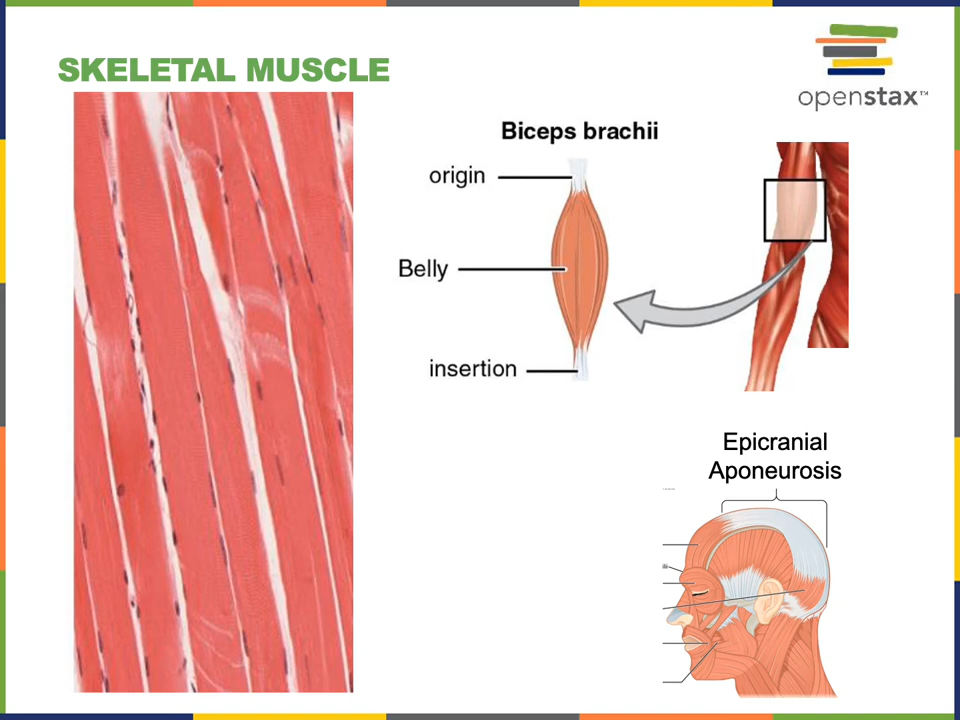 SKELETAL MUSCLE
openstax™
Biceps brachii
origin
Belly
insertion
Epicranial
Aponeurosis